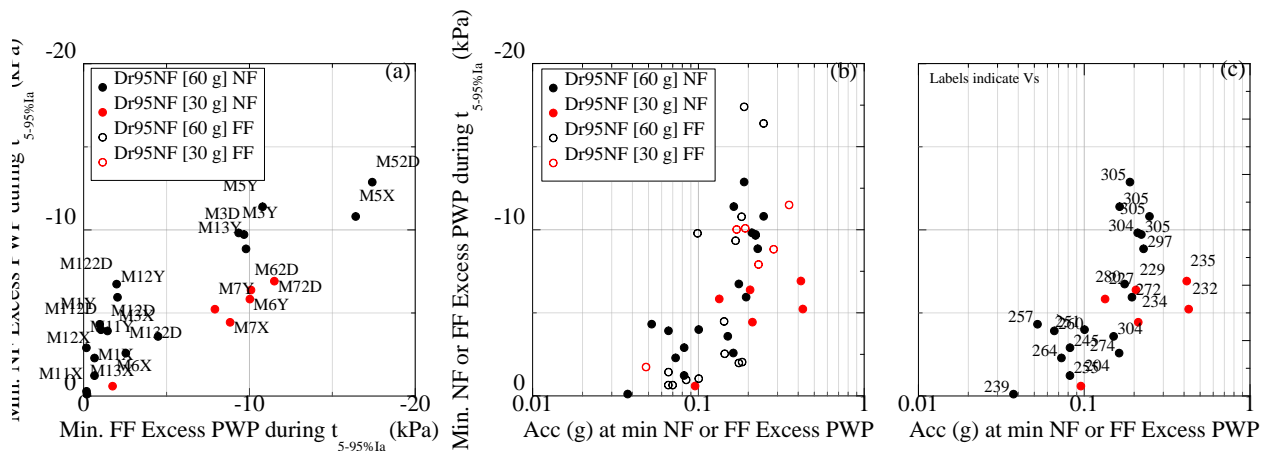 Min. NF Excess PWP during t5-95%Ia (kPa)
-20
-10
0
(a)
Dr95NF [60 g] NF
Dr95NF [30 g] NF
Dr95NF [60 g] FF
Dr95NF [30 g] FF
M52D
M5Y
M5X
M3D M3Y
M13Y
M122D M12Y
M62D
M7Y M72D
M6Y
M7X
M1Y
M112D M12D
M3X
M11Y
M12X M132D
M1X
M6X
M11X M13X
0 -10 -20
Min. FF Excess PWP during t5-95%Ia (kPa)
Min. NF or FF Excess PWP during t5-95%Ia (kPa)
-20
-10
0
(b)
Dr95NF [60 g] NF
Dr95NF [30 g] NF
Dr95NF [60 g] FF
Dr95NF [30 g] FF
0.01 0.1 1
Acc (g) at min NF or FF Excess PWP
(c)
Labels indicate Vs
305
305
305
304 305
297
235
229
280 227
272
234 232
257 251
260
304
245 274
264
255 204
239
0.01 0.1 1
Acc (g) at min NF or FF Excess PWP